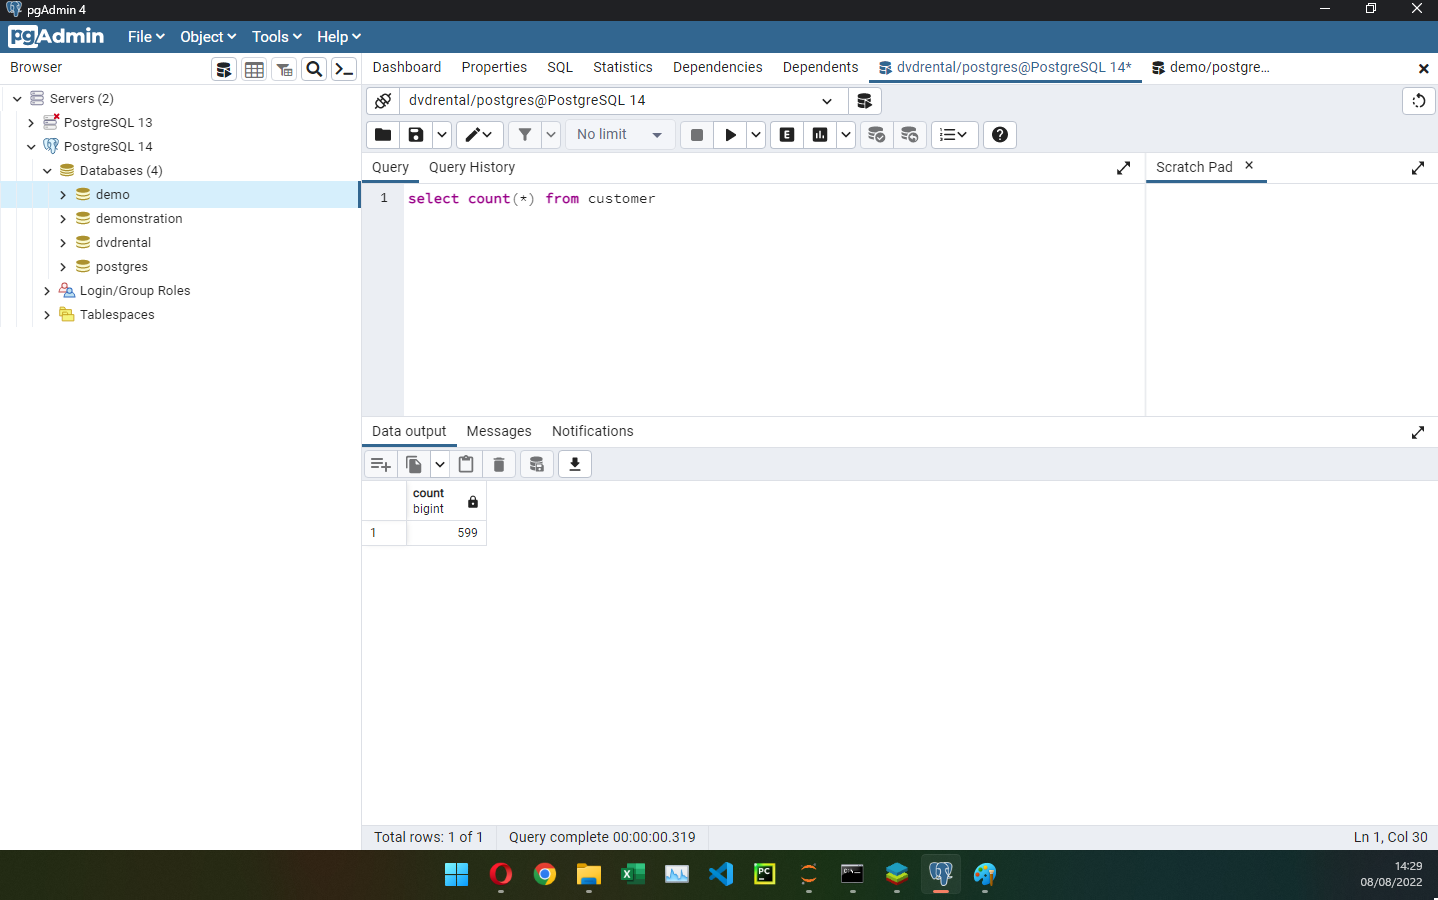 pgAdmin 4
pgAdmin File Object Tools Help
Browser
Servers (2)
PostgreSQL 13
PostgreSQL 14
Databases (4)
demo
demonstration
dvdrental
postgres
Login/Group Roles
Tablespaces
Dashboard Properties SQL Statistics Dependencies Dependents dvdrental/postgres@PostgreSQL 14* demo/postgre...
dvdrental/postgres@PostgreSQL 14
No limit
E
Query Query History
Scratch Pad
1 select count(*) from customer
Data output Messages Notifications
count
bigint
1 599
Total rows: 1 of 1 Query complete 00:00:00.319 Ln 1, Col 30
PC
14:29
08/08/2022